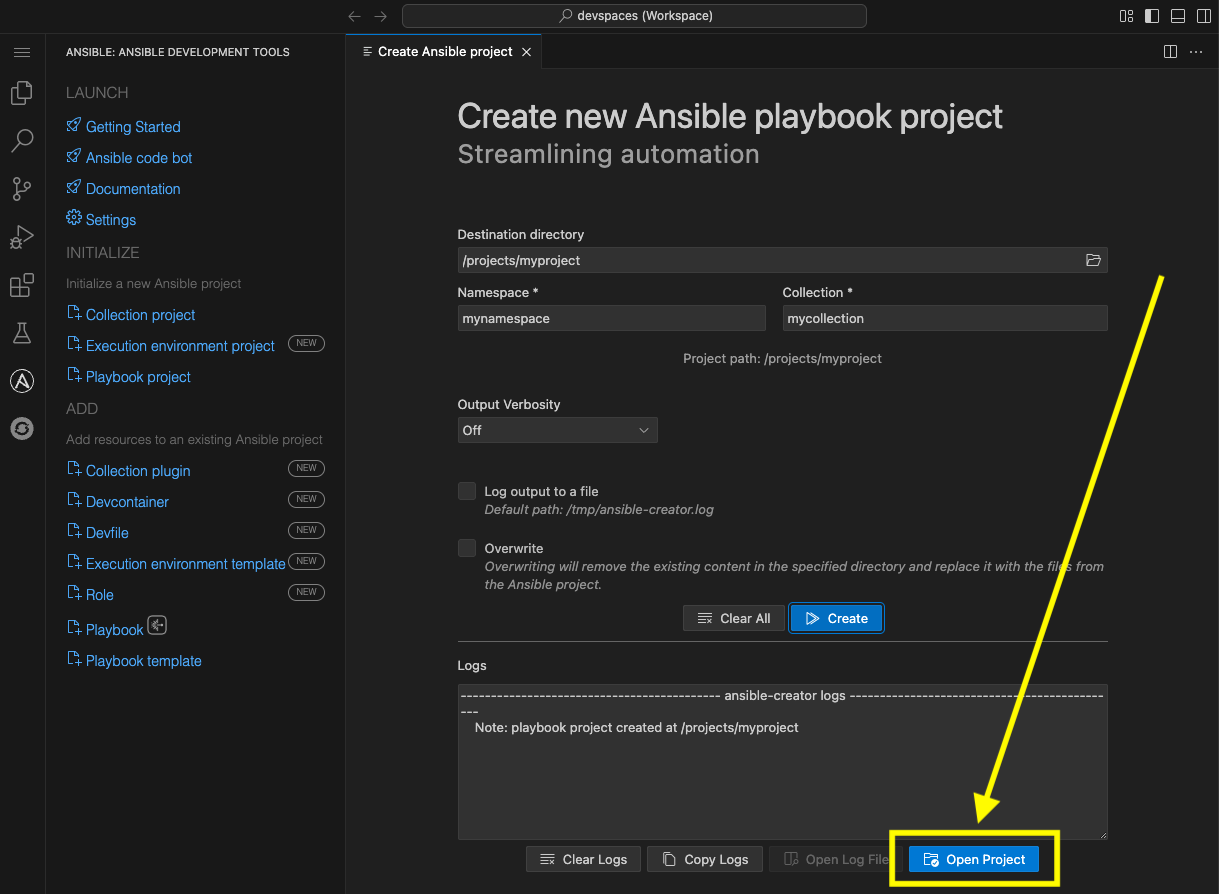 devspaces (Workspace)
ANSIBLE: ANSIBLE DEVELOPMENT TOOLS
LAUNCH
Getting Started
Ansible code bot
Documentation
Settings
INITIALIZE
Initialize a new Ansible project
Collection project
Execution environment project NEW
Playbook project
ADD
Add resources to an existing Ansible project
Collection plugin NEW
Devcontainer NEW
Devfile NEW
Execution environment template NEW
Role NEW
Playbook
Playbook template
Create Ansible project
Create new Ansible playbook project
Streamlining automation
Destination directory
/projects/myproject
Namespace * Collection *
mynamespace mycollection
Project path: /projects/myproject
Output Verbosity
Off
Log output to a file
Default path: /tmp/ansible-creator.log
Overwrite
Overwriting will remove the existing content in the specified directory and replace it with the files from
the Ansible project.
Clear All Create
Logs
------------------------------------------- ansible-creator logs ------------------------------------------
---
Note: playbook project created at /projects/myproject
Clear Logs Copy Logs Open Log File Open Project